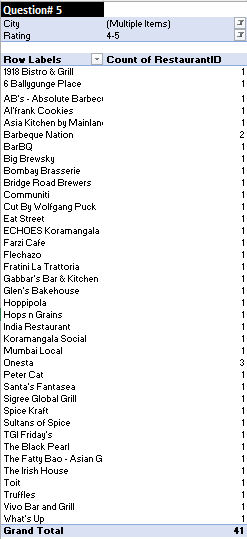 Question# 5
City (Multiple Items)
Rating 4-5
Row Labels Count of RestaurantID
1918 Bistro & Grill 1
6 Ballygunge Place 1
AB's - Absolute Barbecu 1
Al'frank Cookies 1
Asia Kitchen by Mainlan 1
Barbeque Nation 2
BarBQ 1
Big Brewsky 1
Bombay Brasserie 1
Bridge Road Brewers 1
Communiti 1
Cut By Wolfgang Puck 1
Eat Street 1
ECHOES Koramangala 1
Farzi Cafe 1
Flechazo 1
Fratini La Trattoria 1
Gabbar's Bar & Kitchen 1
Glen's Bakehouse 1
Hoppipola 1
Hops n Grains 1
India Restaurant 1
Koramangala Social 1
Mumbai Local 1
Onesta 3
Peter Cat 1
Santa's Fantasea 1
Sigree Global Grill 1
Spice Kraft 1
Sultans of Spice 1
TGI Friday's 1
The Black Pearl 1
The Fatty Bao - Asian G 1
The Irish House 1
Toit 1
Truffles 1
Vivo Bar and Grill 1
What's Up 1
Grand Total 41